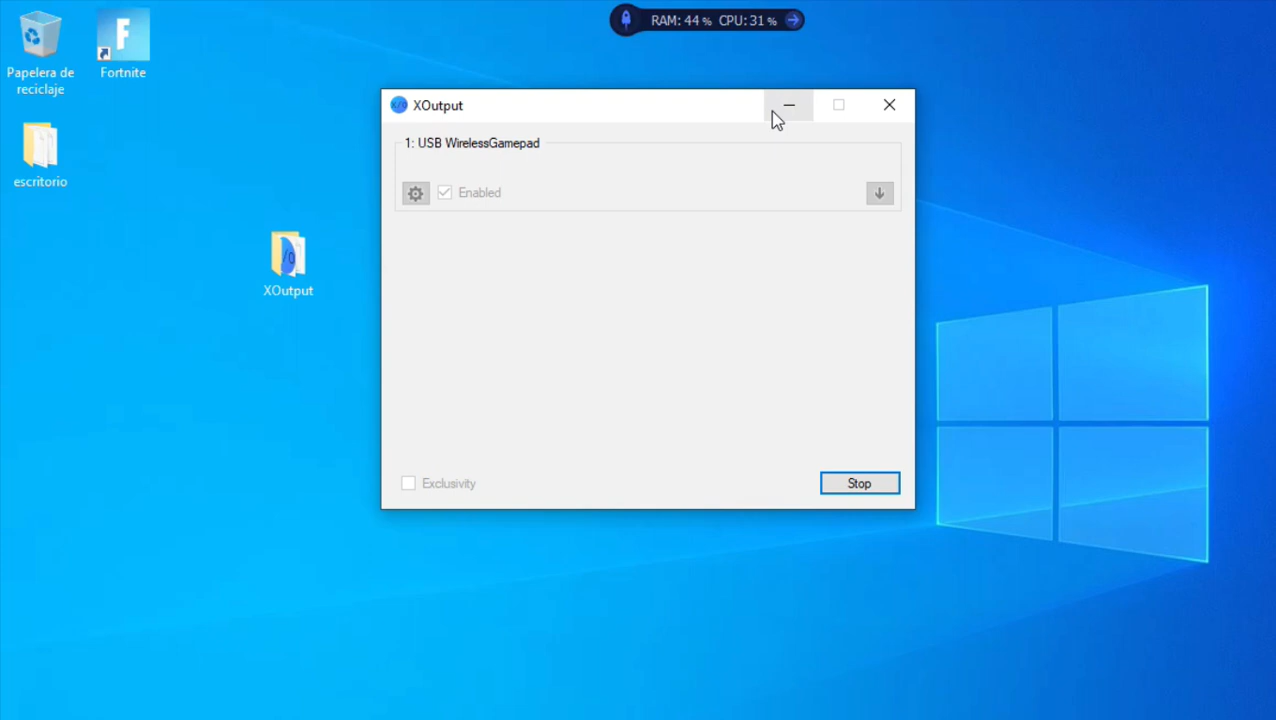 RAM: 44 % CPU: 31 %
Papelera de
reciclaje
Fortnite
escritorio
XOutput
XOutput
1: USB WirelessGamepad
Enabled
Exclusivity
Stop